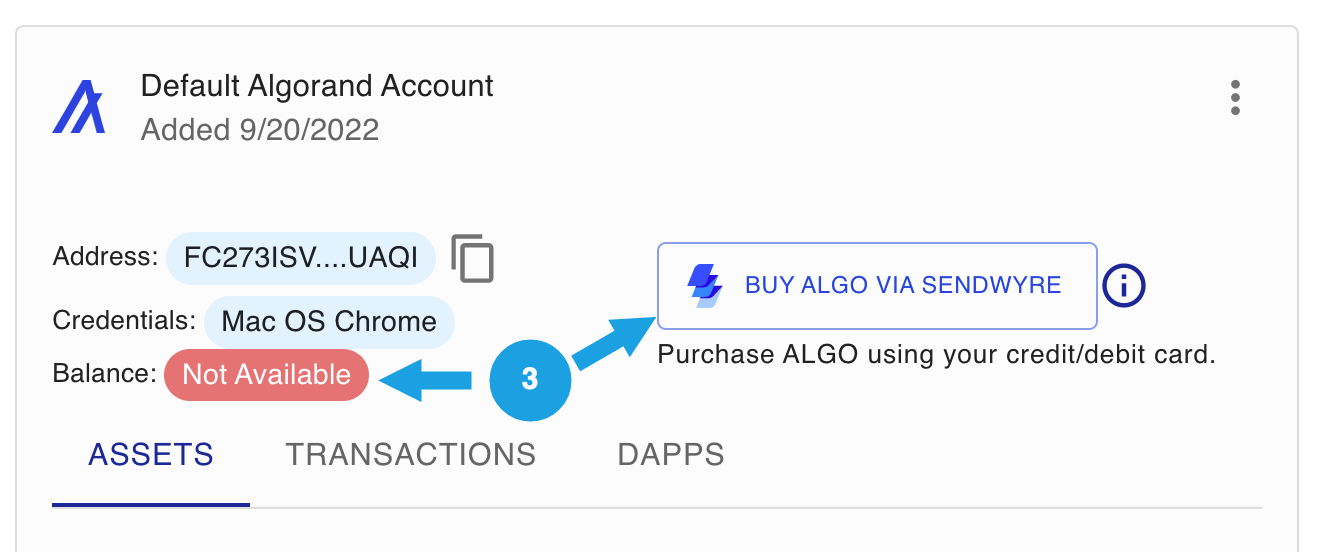 Default Algorand Account
Added 9/20/2022
Address: FC273ISV....UAQI
BUY ALGO VIA SENDWYRE
Credentials: Mac OS Chrome
Purchase ALGO using your credit/debit card.
Balance: Not Available
3
ASSETS TRANSACTIONS DAPPS